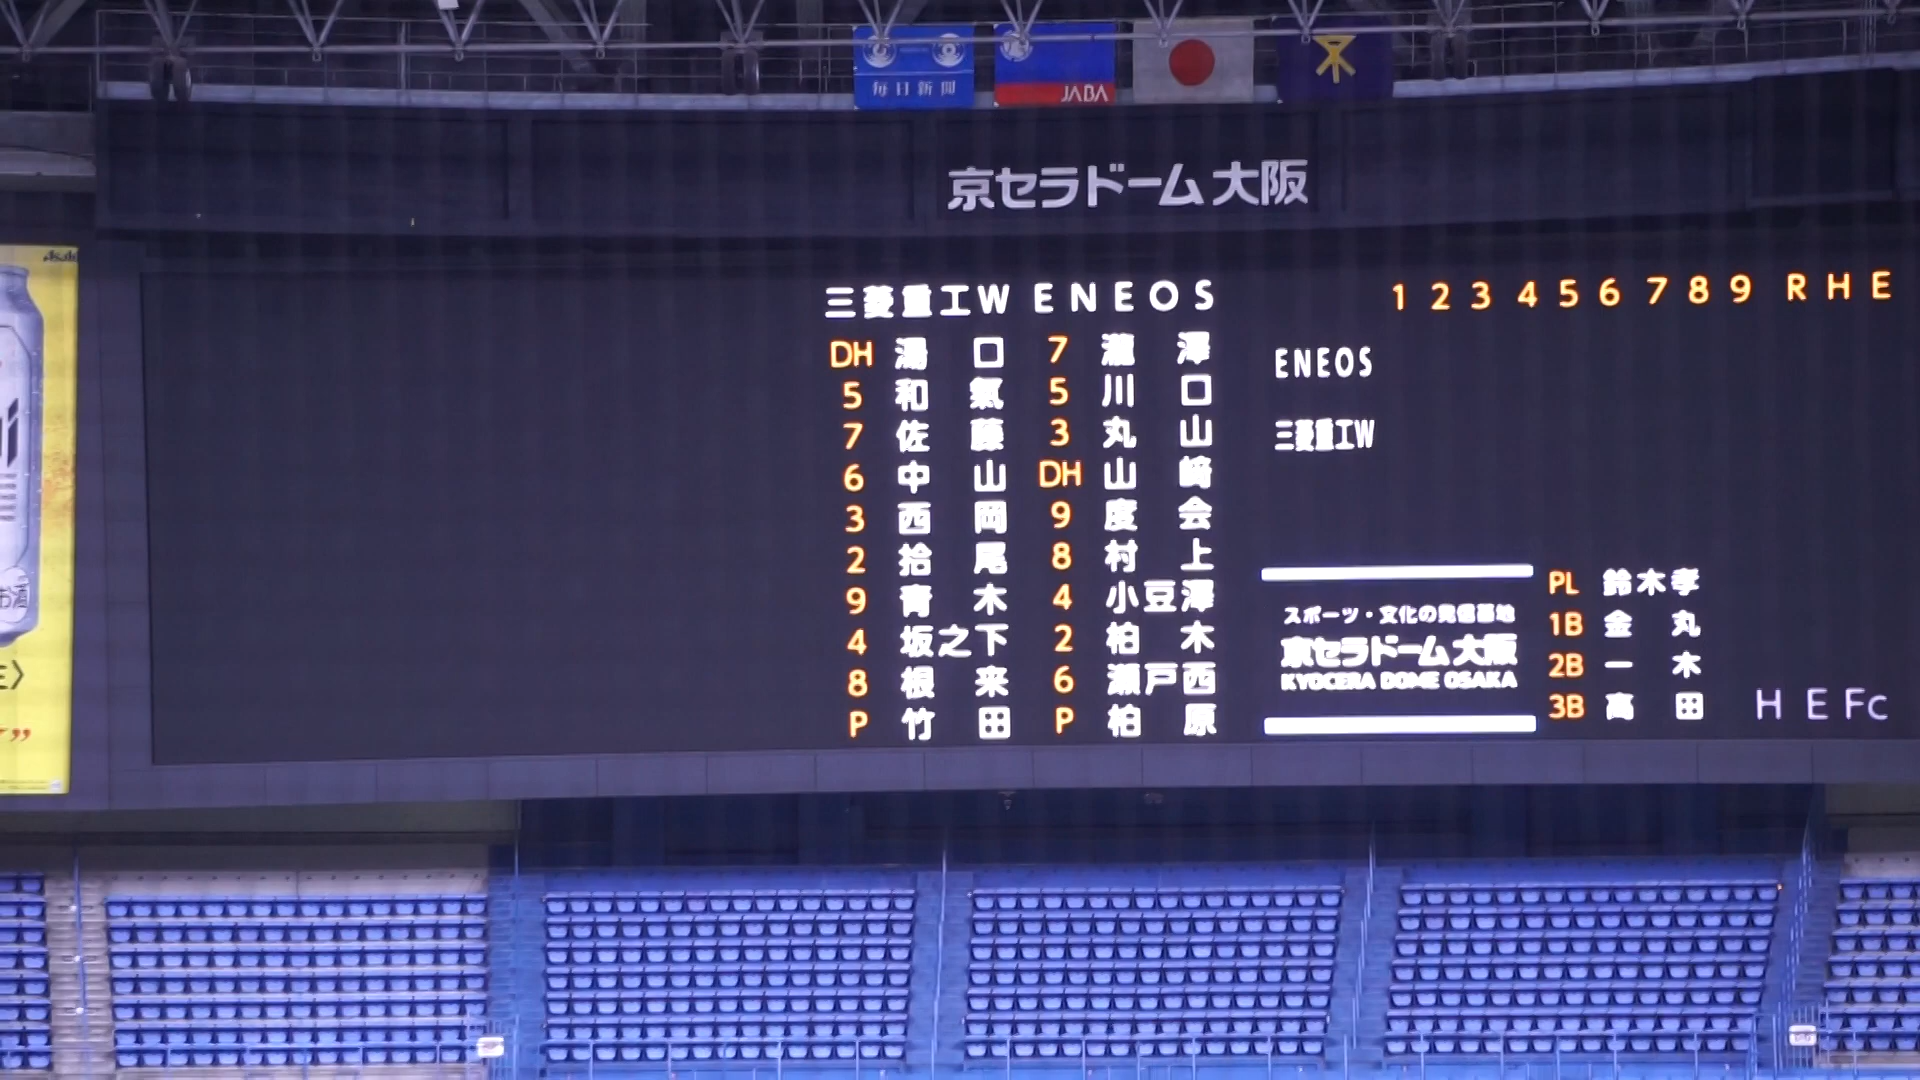 毎日新聞
JABA
京セラドーム大阪
Asahi
三菱重工W ENEOS
1 2 3 4 5 6 7 8 9 R H E
DH 湯口 7 瀧澤
5 和氣 5 川口
7 佐藤 3 丸山
6 中山 DH 山﨑
3 西岡 9 度会
2 拾尾 8 村上
9 青木 4 小豆澤
4 坂之下 2 柏木
8 根来 6 瀬戸西
P 竹田 P 柏原
ENEOS
三菱重工W
スポーツ・文化の発信基地
京セラドーム大阪
KYOCERA DOME OSAKA
PL 鈴木孝
1B 金丸
2B 一木
3B 高田
H E Fc
お酒